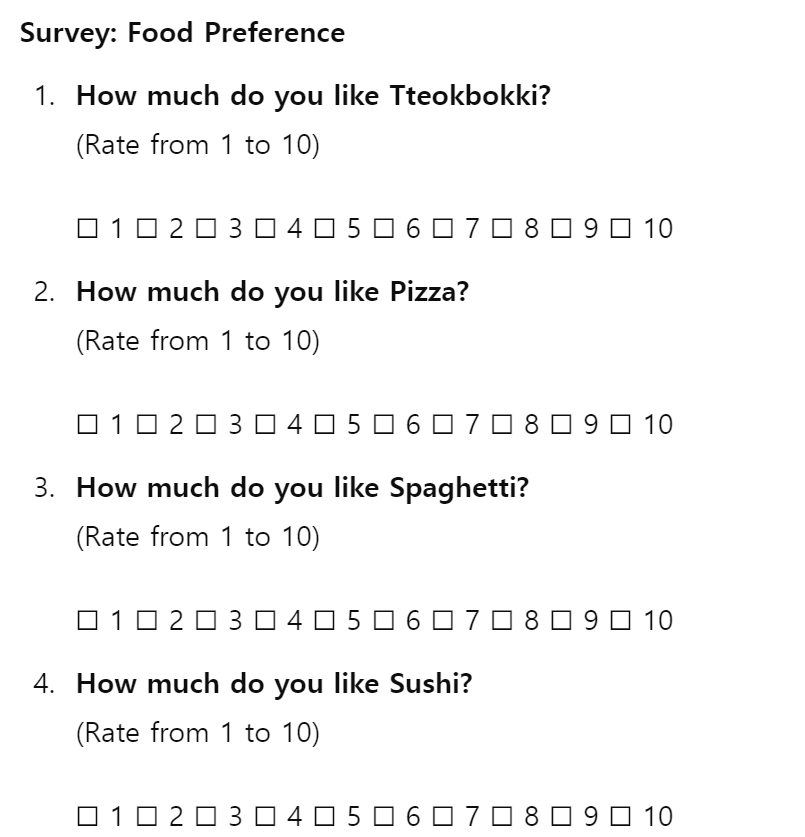 Survey: Food Preference
1. How much do you like Tteokbokki?
(Rate from 1 to 10)
☐ 1 ☐ 2 ☐ 3 ☐ 4 ☐ 5 ☐ 6 ☐ 7 ☐ 8 ☐ 9 ☐ 10
2. How much do you like Pizza?
(Rate from 1 to 10)
☐ 1 ☐ 2 ☐ 3 ☐ 4 ☐ 5 ☐ 6 ☐ 7 ☐ 8 ☐ 9 ☐ 10
3. How much do you like Spaghetti?
(Rate from 1 to 10)
☐ 1 ☐ 2 ☐ 3 ☐ 4 ☐ 5 ☐ 6 ☐ 7 ☐ 8 ☐ 9 ☐ 10
4. How much do you like Sushi?
(Rate from 1 to 10)
☐ 1 ☐ 2 ☐ 3 ☐ 4 ☐ 5 ☐ 6 ☐ 7 ☐ 8 ☐ 9 ☐ 10